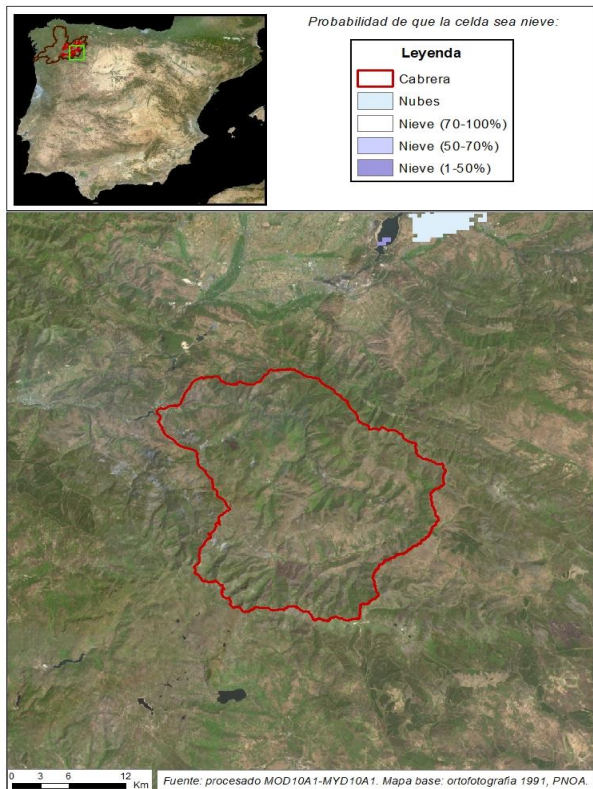 Probabilidad de que la celda sea nieve:
Leyenda
Cabrera
Nubes
Nieve (70-100%)
Nieve (50-70%)
Nieve (1-50%)
0 3 6 12
Km
Fuente: procesado MOD10A1-MYD10A1. Mapa base: ortofotografia 1991, PNOA.